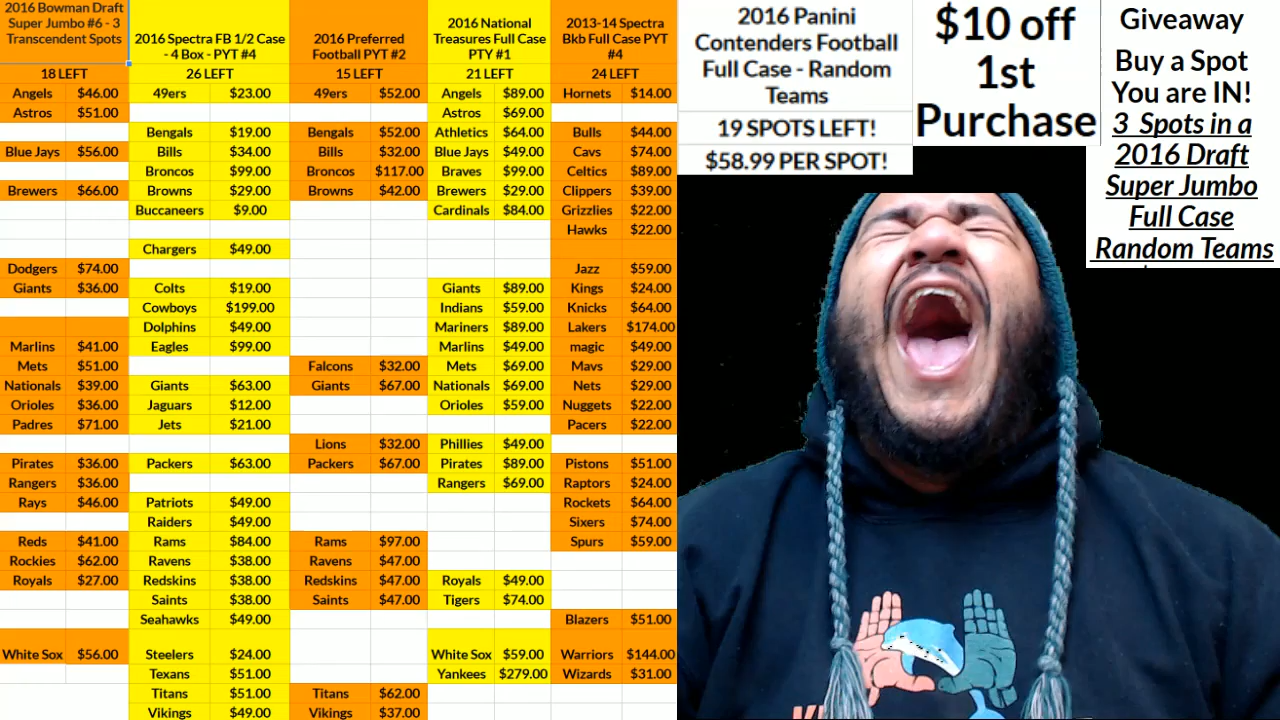 2016 Bowman Draft
Super Jumbo #6 - 3
Transcendent Spots
18 LEFT
Angels $46.00
Astros $51.00
Blue Jays $56.00
Brewers $66.00
Dodgers $74.00
Giants $36.00
Marlins $41.00
Mets $51.00
Nationals $39.00
Orioles $36.00
Padres $71.00
Pirates $36.00
Rangers $36.00
Rays $46.00
Reds $41.00
Rockies $62.00
Royals $27.00
White Sox $56.00
2016 Spectra FB 1/2 Case
- 4 Box - PYT #4
26 LEFT
49ers $23.00
Bengals $19.00
Bills $34.00
Broncos $99.00
Browns $29.00
Buccaneers $9.00
Chargers $49.00
Colts $19.00
Cowboys $199.00
Dolphins $49.00
Eagles $99.00
Giants $63.00
Jaguars $12.00
Jets $21.00
Packers $63.00
Patriots $49.00
Raiders $49.00
Rams $84.00
Ravens $38.00
Redskins $38.00
Saints $38.00
Seahawks $49.00
Steelers $24.00
Texans $51.00
Titans $51.00
Vikings $49.00
2016 Preferred
Football PYT #2
15 LEFT
49ers $52.00
Bengals $52.00
Bills $32.00
Broncos $117.00
Browns $42.00
Falcons $32.00
Giants $67.00
Lions $32.00
Packers $67.00
Rams $97.00
Ravens $47.00
Redskins $47.00
Saints $47.00
Titans $62.00
Vikings $37.00
2016 National
Treasures Full Case
PTY #1
21 LEFT
Angels $89.00
Astros $69.00
Athletics $64.00
Blue Jays $49.00
Braves $99.00
Brewers $29.00
Cardinals $84.00
Giants $89.00
Indians $59.00
Mariners $89.00
Marlins $49.00
Mets $69.00
Nationals $69.00
Orioles $59.00
Phillies $49.00
Pirates $89.00
Rangers $69.00
Royals $49.00
Tigers $74.00
White Sox $59.00
Yankees $279.00
2013-14 Spectra
Bkb Full Case PYT
#4
24 LEFT
Hornets $14.00
Bulls $44.00
Cavs $74.00
Celtics $89.00
Clippers $39.00
Grizzlies $22.00
Hawks $22.00
Jazz $59.00
Kings $24.00
Knicks $64.00
Lakers $174.00
magic $49.00
Mavs $29.00
Nets $29.00
Nuggets $22.00
Pacers $22.00
Pistons $51.00
Raptors $24.00
Rockets $64.00
Sixers $74.00
Spurs $59.00
Blazers $51.00
Warriors $144.00
Wizards $31.00
2016 Panini
Contenders Football
Full Case - Random
Teams
19 SPOTS LEFT!
$58.99 PER SPOT!
$10 off
1st
Purchase
Giveaway
Buy a Spot
You are IN!
3 Spots in a
2016 Draft
Super Jumbo
Full Case
Random Teams